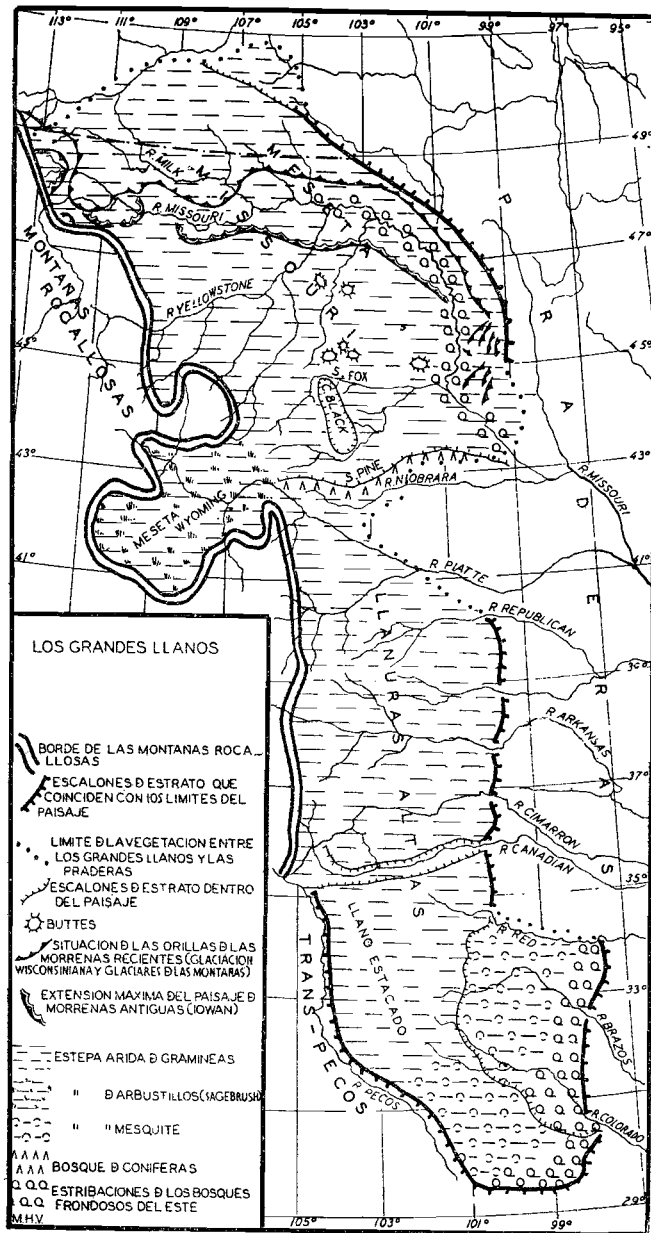 113° 111° 109° 107° 105° 103° 101° 99° 97° 95°
49°
R. MILK
MESETA
MISSOURI
R. MISSOURI
47°
MONTAÑAS
ROCALLOSAS
R YELLOWSTONE
PRADERAS
45° 45°
S. FOX
C. BLACK
43° 43°
S. PINE
R. NIOBRARA
R. MISSOURI
MESETA
WYOMING
41° 41°
R PLATTE
R REPUBLICAN
LLANURAS ALTAS
39°
R ARKANSAS
37°
R CIMARRON
R CANADIAN
35°
LLANO ESTACADO
R RED
TRANS-PECOS
33°
R. BRAZOS
R PECOS
R. COLORADO
29°
105° 103° 101° 99°
LOS GRANDES LLANOS
BORDE DE LAS MONTAÑAS ROCA_
LLOSAS
ESCALONES Đ ESTRATO QUE
COINCIDEN CON lOS LIMITES DEL
PAISAJE
LIMITE Đ LA VEGETACION ENTRE
LOS GRANDES LLANOS Y LAS
PRADERAS
ESCALONES Đ ESTRATO DENTRO
DEL PAISAJE
BUTTES
SITUACION Đ LAS ORILLAS Đ LAS
MORRENAS RECIENTES (GLACIACION
WISCONSINIANA Y GLACIARES Đ LAS MONTAÑAS)
EXTENSION MAXIMA DEL PAISAJE Đ
MORRENAS ANTIGUAS (IOWAN)
ESTEPA ARIDA Đ GRAMINEAS
" Đ ARBUSTILLOS (SAGEBRUSH)
" " MESQUITE
BOSQUE Đ CONIFERAS
ESTRIBACIONES Đ LOS BOSQUES
FRONDOSOS DEL ESTE
M.H.V.